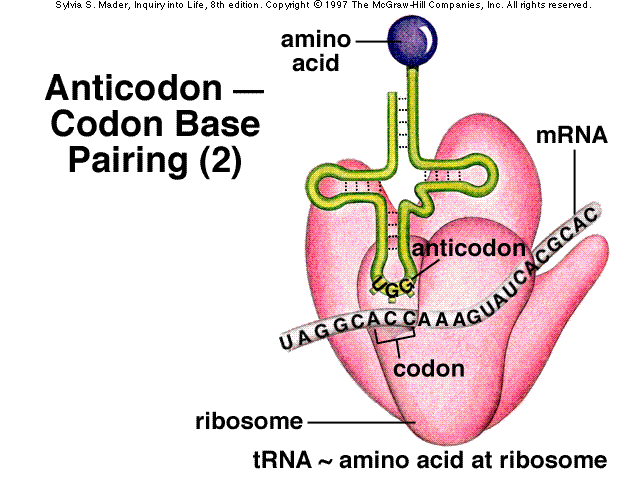 Sylvia S. Mader, Inquiry into Life, 8th edition. Copyright © 1997 The McGraw-Hill Companies, Inc. All rights reserved.
amino
acid
Anticodon —
Codon Base
Pairing (2)
mRNA
anticodon
UGG
UAGGCACCAAAGUAUCACGCAC
codon
ribosome
tRNA ~ amino acid at ribosome